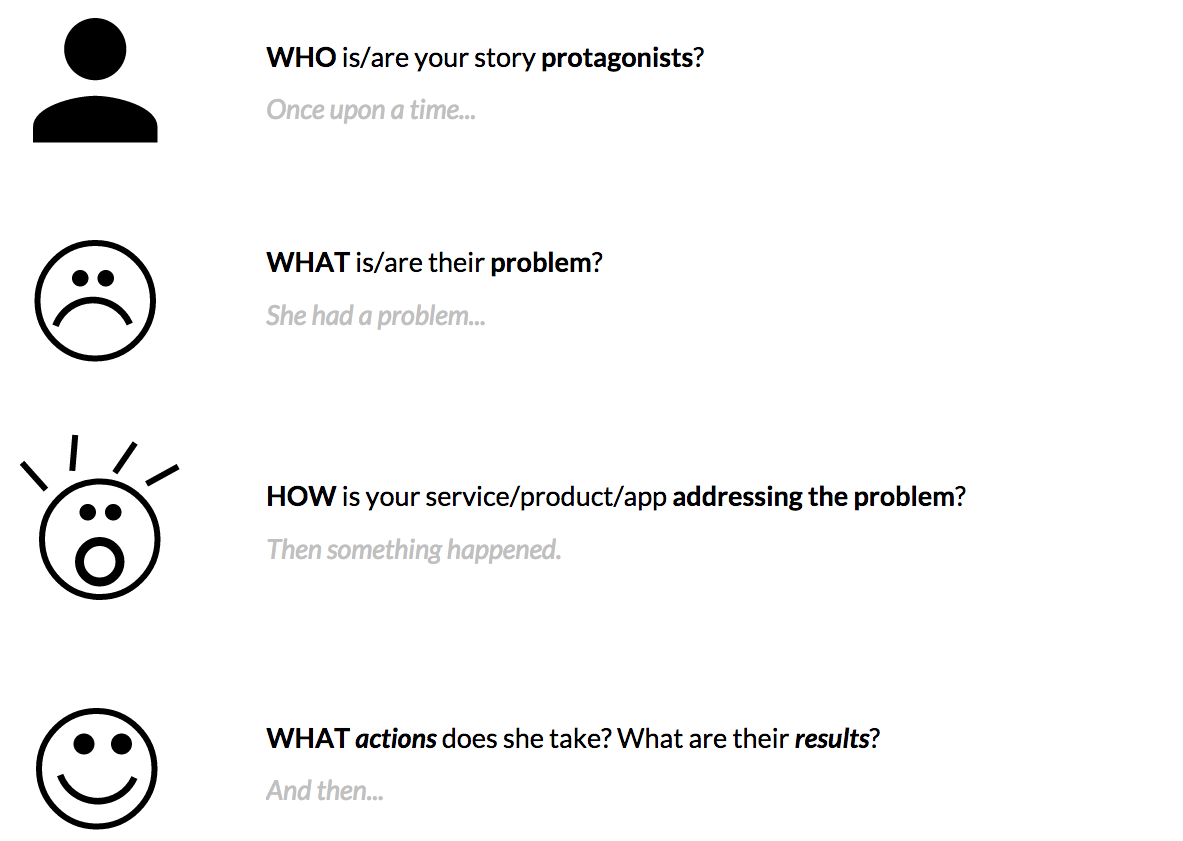 WHO is/are your story protagonists?
Once upon a time...
WHAT is/are their problem?
She had a problem...
HOW is your service/product/app addressing the problem?
Then something happened.
WHAT actions does she take? What are their results?
And then...